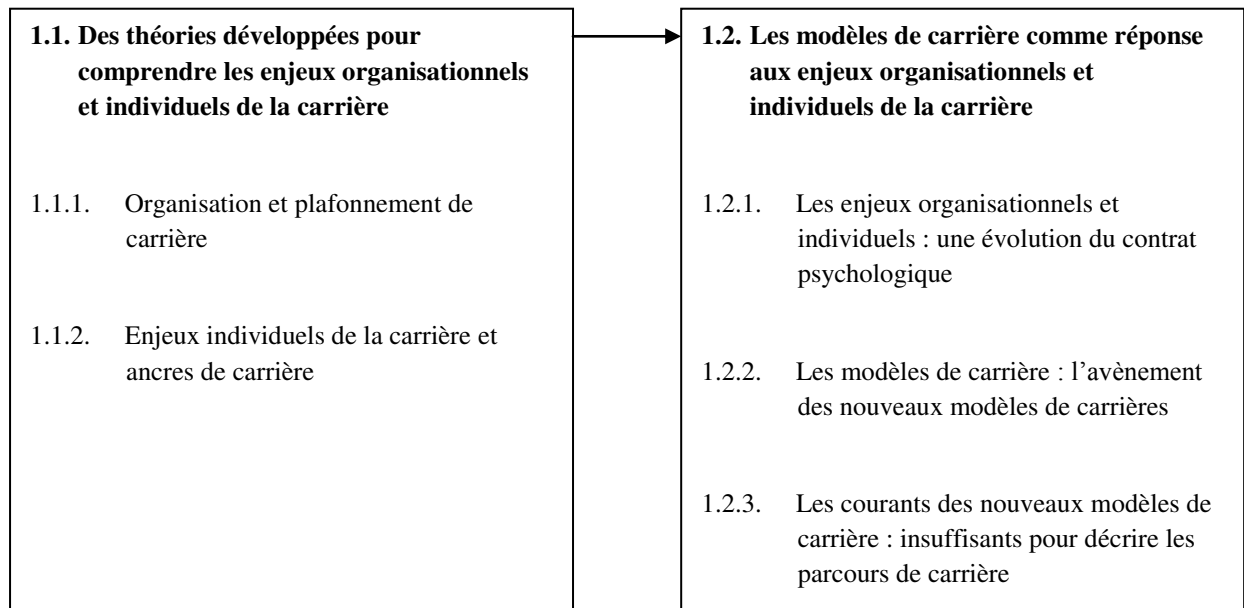 1.1. Des théories développées pour
comprendre les enjeux organisationnels
et individuels de la carrière
1.1.1. Organisation et plafonnement de
carrière
1.1.2. Enjeux individuels de la carrière et
ancres de carrière
1.2. Les modèles de carrière comme réponse
aux enjeux organisationnels et
individuels de la carrière
1.2.1. Les enjeux organisationnels et
individuels : une évolution du contrat
psychologique
1.2.2. Les modèles de carrière : l’avènement
des nouveaux modèles de carrières
1.2.3. Les courants des nouveaux modèles de
carrière : insuffisants pour décrire les
parcours de carrière